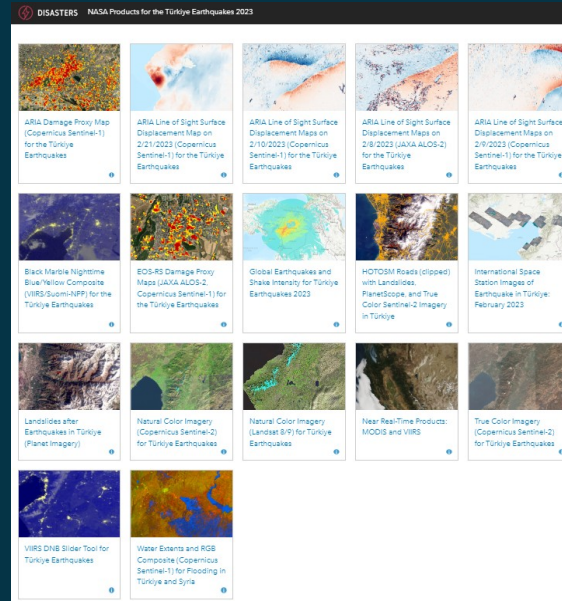 DISASTERS NASA Products for the Türkiye Earthquakes 2023
ARIA Damage Proxy Map
(Copernicus Sentinel-1)
for the Türkiye
Earthquakes
ARIA Line of Sight Surface
Displacement Map on
2/21/2023 (Copernicus
Sentinel-1) for the Türkiye
Earthquakes
ARIA Line of Sight Surface
Displacement Maps on
2/10/2023 (Copernicus
Sentinel-1) for the Türkiye
Earthquakes
ARIA Line of Sight Surface
Displacement Maps on
2/8/2023 (JAXA ALOS-2)
for the Türkiye
Earthquakes
ARIA Line of Sight Surface
Displacement Maps on
2/9/2023 (Copernicus
Sentinel-1) for the Türkiye
Earthquakes
Black Marble Nighttime
Blue/Yellow Composite
(VIIRS/Suomi-NPP) for the
Türkiye Earthquakes
EOS-RS Damage Proxy
Maps (JAXA ALOS-2,
Copernicus Sentinel-1) for
the Türkiye Earthquakes
Global Earthquakes and
Shake Intensity for Türkiye
Earthquakes 2023
HOTOSM Roads (clipped)
with Landslides,
PlanetScope, and True
Color Sentinel-2 Imagery
in Türkiye
International Space
Station Images of
Earthquake in Türkiye:
February 2023
Landslides after
Earthquakes in Türkiye
(Planet Imagery)
Natural Color Imagery
(Copernicus Sentinel-2)
for Türkiye Earthquakes
Natural Color Imagery
(Landsat 8/9) for Türkiye
Earthquakes
Near Real-Time Products:
MODIS and VIIRS
True Color Imagery
(Copernicus Sentinel-2)
for Türkiye Earthquakes
VIIRS DNB Slider Tool for
Türkiye Earthquakes
Water Extents and RGB
Composite (Copernicus
Sentinel-1) for Flooding in
Türkiye and Syria